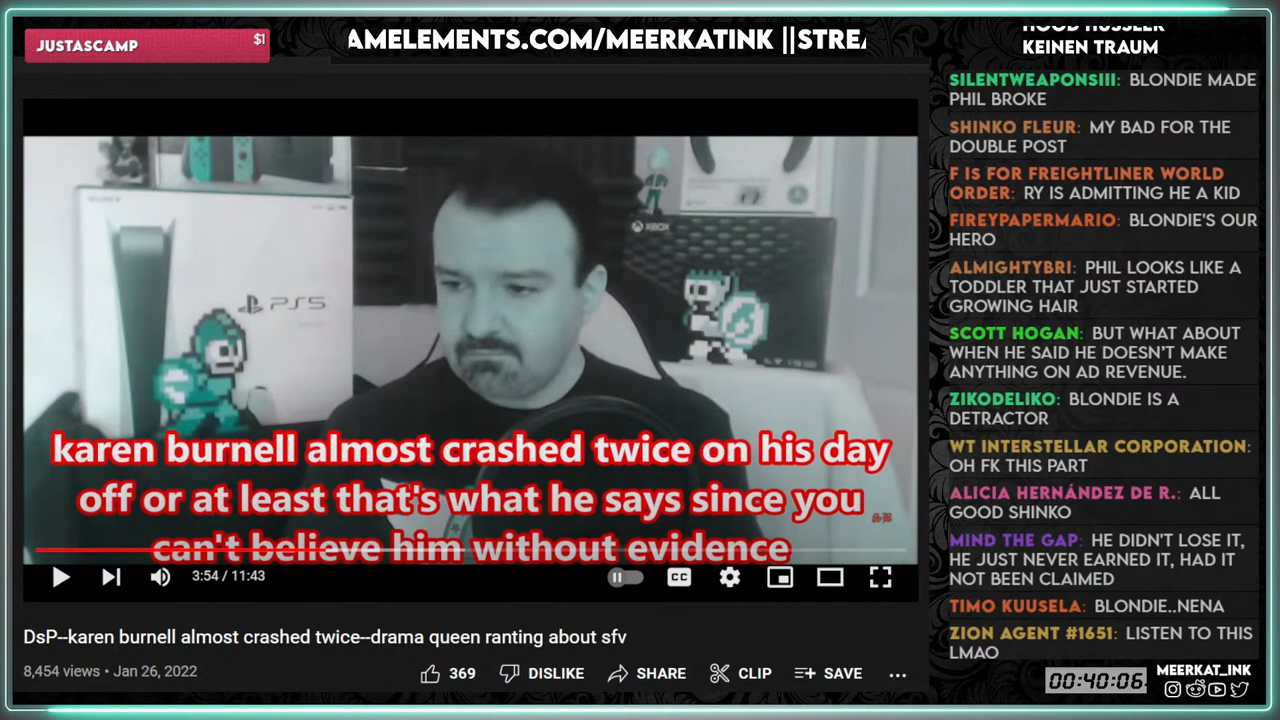 JUSTASCAMP
$1
AMELEMENTS.COM/MEERKATINK ||STREA
HOOD HUSSLER
KEINEN TRAUM
SONY
PS5
XBOX
karen burnell almost crashed twice on his day
off or at least that's what he says since you
can't believe him without evidence
3:54 / 11:43
CC
DsP--karen burnell almost crashed twice--drama queen ranting about sfv
8,454 views • Jan 26, 2022
369
DISLIKE
SHARE
CLIP
SAVE
SILENTWEAPONSIII: BLONDIE MADE
PHIL BROKE
SHINKO FLEUR: MY BAD FOR THE
DOUBLE POST
F IS FOR FREIGHTLINER WORLD
ORDER: RY IS ADMITTING HE A KID
FIREYPAPERMARIO: BLONDIE'S OUR
HERO
ALMIGHTYBRI: PHIL LOOKS LIKE A
TODDLER THAT JUST STARTED
GROWING HAIR
SCOTT HOGAN: BUT WHAT ABOUT
WHEN HE SAID HE DOESN'T MAKE
ANYTHING ON AD REVENUE.
ZIKODELIKO: BLONDIE IS A
DETRACTOR
WT INTERSTELLAR CORPORATION:
OH FK THIS PART
ALICIA HERNÁNDEZ DE R.: ALL
GOOD SHINKO
MIND THE GAP: HE DIDN'T LOSE IT,
HE JUST NEVER EARNED IT, HAD IT
NOT BEEN CLAIMED
TIMO KUUSELA: BLONDIE..NENA
ZION AGENT #1651: LISTEN TO THIS
LMAO
00:40:06
MEERKAT_INK